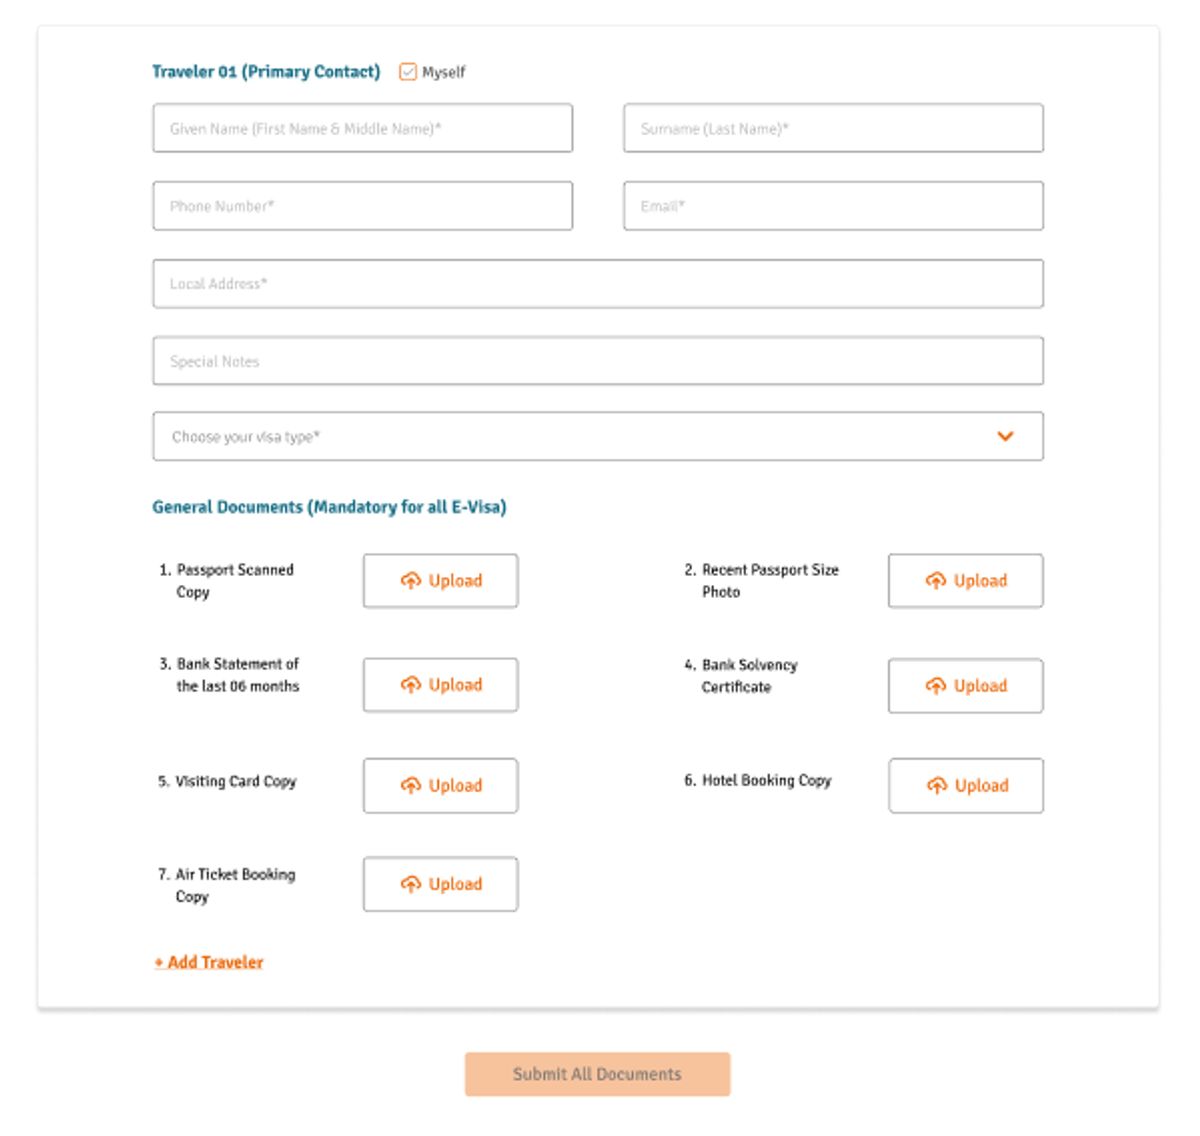 Traveler 01 (Primary Contact) Myself
Given Name (First Name & Middle Name)*
Surname (Last Name)*
Phone Number*
Email*
Local Address*
Special Notes
Choose your visa type*
General Documents (Mandatory for all E-Visa)
1. Passport Scanned
Copy
Upload
2. Recent Passport Size
Photo
Upload
3. Bank Statement of
the last 06 months
Upload
4. Bank Solvency
Certificate
Upload
5. Visiting Card Copy
Upload
6. Hotel Booking Copy
Upload
7. Air Ticket Booking
Copy
Upload
+ Add Traveler
Submit All Documents